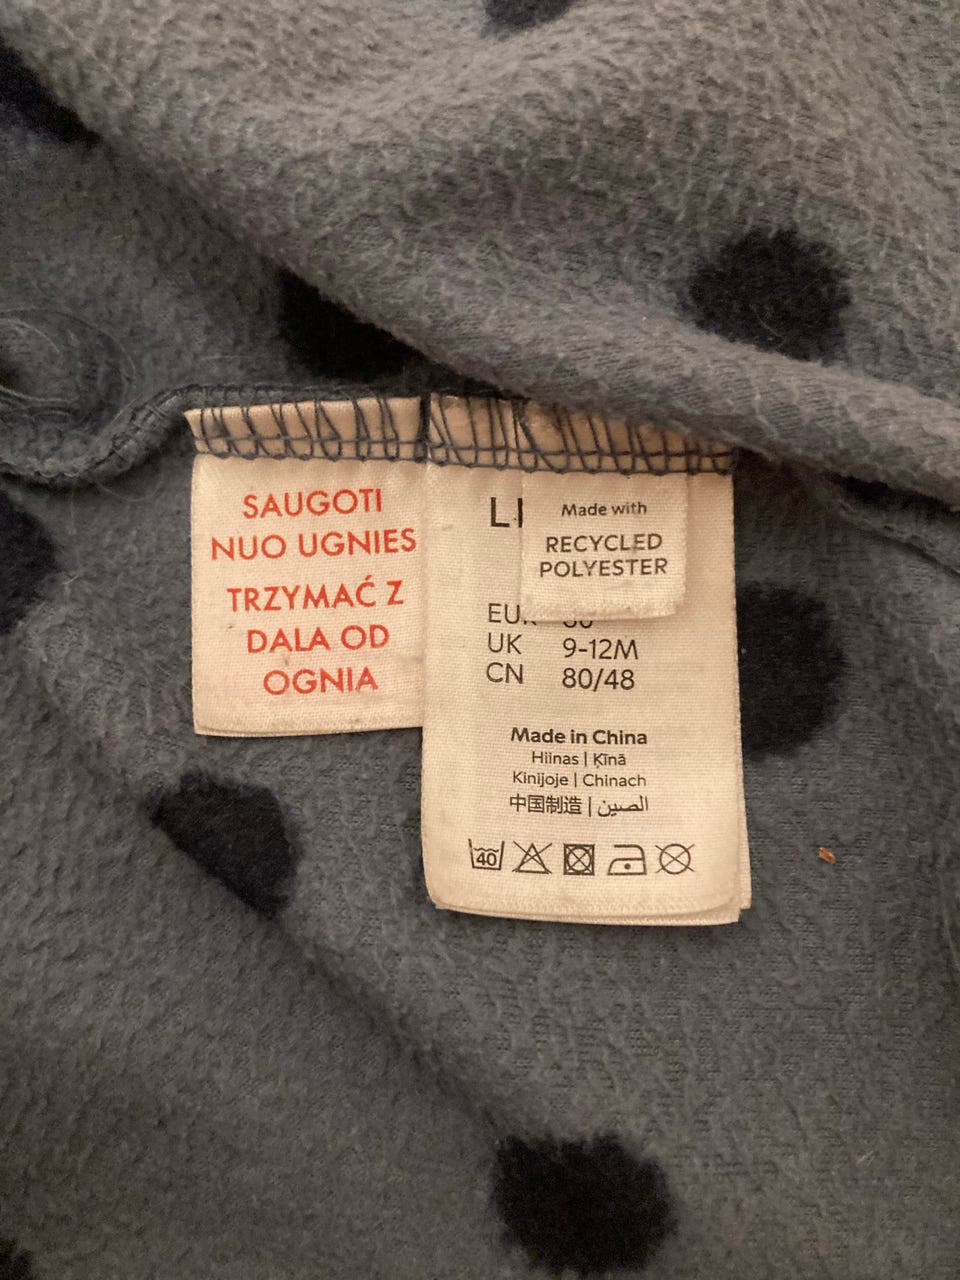 SAUGOTI
NUO UGNIES
TRZYMAĆ Z
DALA OD
OGNIA
Made with
RECYCLED
POLYESTER
UK 9-12M
CN 80/48
Made in China
Hiinas | Ķīnā
Kinijoje | Chinach
中国制造 | الصين
40